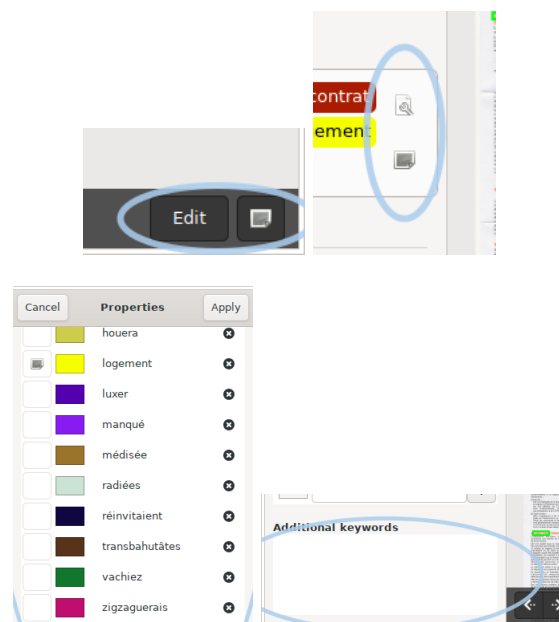 contrat
ement
Edit
Cancel
Properties
Apply
houera
logement
luxer
manqué
médisée
radiées
réinvitaient
transbahutâtes
vachiez
zigzaguerais
Additional keywords